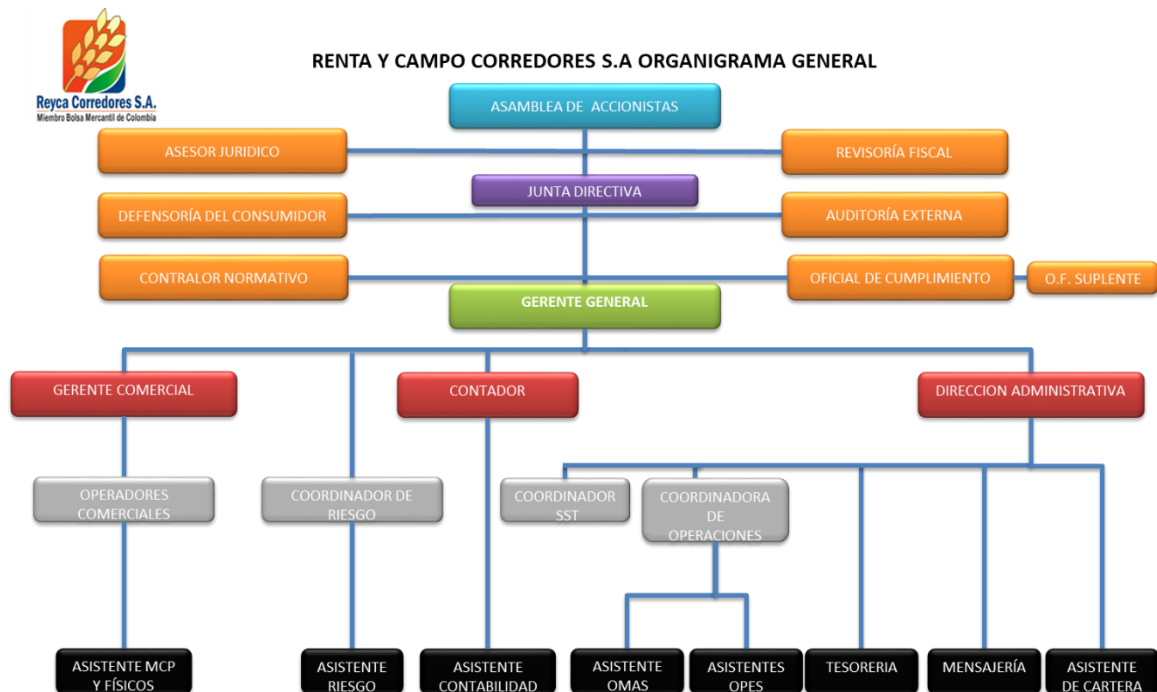 RENTA Y CAMPO CORREDORES S.A ORGANIGRAMA GENERAL
Reyca Corredores S.A.
Miembro Bolsa Mercantil de Colombia
ASAMBLEA DE ACCIONISTAS
ASESOR JURIDICO
REVISORÍA FISCAL
JUNTA DIRECTIVA
DEFENSORÍA DEL CONSUMIDOR
AUDITORÍA EXTERNA
CONTRALOR NORMATIVO
OFICIAL DE CUMPLIMIENTO
O.F. SUPLENTE
GERENTE GENERAL
GERENTE COMERCIAL
CONTADOR
DIRECCION ADMINISTRATIVA
OPERADORES
COMERCIALES
COORDINADOR DE
RIESGO
COORDINADOR
SST
COORDINADORA
DE
OPERACIONES
ASISTENTE MCP
Y FÍSICOS
ASISTENTE
RIESGO
ASISTENTE
CONTABILIDAD
ASISTENTE
OMAS
ASISTENTES
OPES
TESORERIA
MENSAJERÍA
ASISTENTE
DE CARTERA